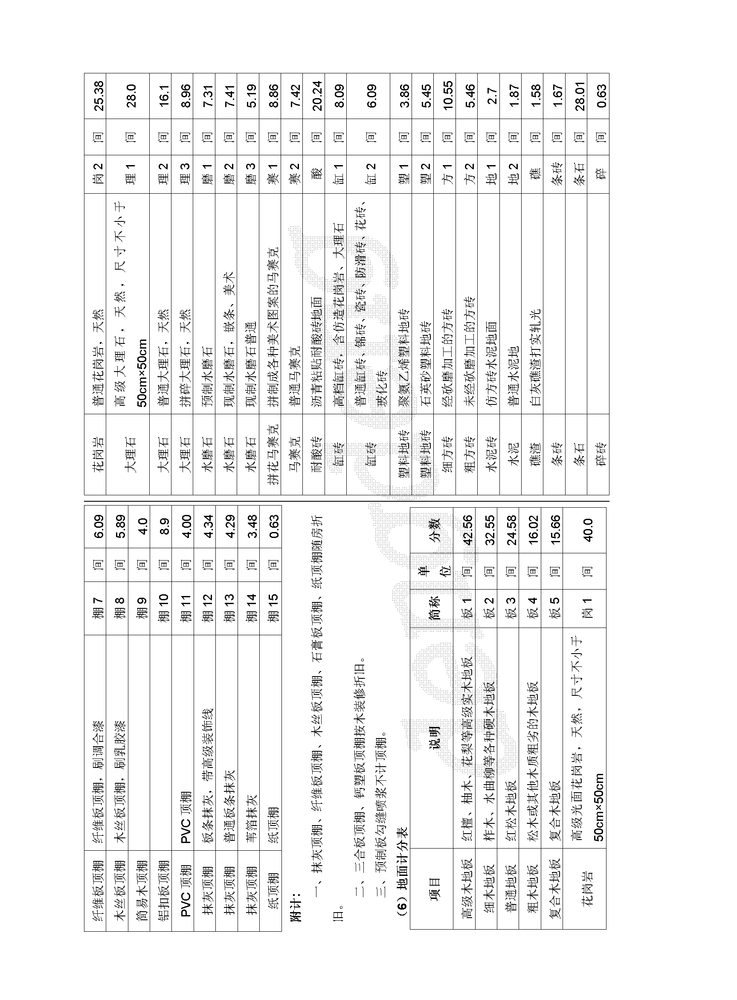 纤维板顶棚 纤维板顶棚，刷调合漆 棚 7 间 6.09
木丝板顶棚 木丝板顶棚，刷乳胶漆 棚 8 间 5.89
简易木顶棚 棚 9 间 4.0
铝扣板顶棚 棚 10 间 8.9
PVC 顶棚 PVC 顶棚 棚 11 间 4.00
抹灰顶棚 板条抹灰，带高级装饰线 棚 12 间 4.34
抹灰顶棚 普通板条抹灰 棚 13 间 4.29
抹灰顶棚 苇箔抹灰 棚 14 间 3.48
纸顶棚 纸顶棚 棚 15 间 0.63
附计：
一、抹灰顶棚、纤维板顶棚、木丝板顶棚、石膏板顶棚、纸顶棚随房折
旧。
二、三合板顶棚、钙塑板顶棚按木装修折旧。
三、预制板勾缝喷浆不计顶棚。
（6）地面计分表
项目 说明 简称 单位 分数
高级木地板 红檀、柚木、花梨等高级实木地板 板 1 间 42.56
细木地板 柞木、水曲柳等各种硬木地板 板 2 间 32.55
普通地板 红松木地板 板 3 间 24.58
粗木地板 松木或其他木质粗劣的木地板 板 4 间 16.02
复合木地板 复合木地板 板 5 间 15.66
花岗岩 高级光面花岗岩，天然，尺寸不小于 岗 1 间 40.0
50cm×50cm
花岗岩 普通花岗岩，天然 岗 2 间 25.38
大理石 高级大理石，天然，尺寸不小于 理 1 间 28.0
50cm×50cm
大理石 普通大理石，天然 理 2 间 16.1
大理石 拼碎大理石，天然 理 3 间 8.96
水磨石 预制水磨石 磨 1 间 7.31
水磨石 现制水磨石，嵌条、美术 磨 2 间 7.41
水磨石 现制水磨石普通 磨 3 间 5.19
拼花马赛克 拼制成各种美术图案的马赛克 赛 1 间 8.86
马赛克 普通马赛克 赛 2 间 7.42
耐酸砖 沥青粘贴耐酸砖地面 酸 间 20.24
缸砖 高档缸砖，含仿造花岗岩、大理石 缸 1 间 8.09
缸砖 普通缸砖、锦砖、瓷砖、防滑砖、花砖、 缸 2 间 6.09
玻化砖
塑料地砖 聚氨乙烯塑料地砖 塑 1 间 3.86
塑料地砖 石英砂塑料地砖 塑 2 间 5.45
细方砖 经砍磨加工的方砖 方 1 间 10.55
粗方砖 未经砍磨加工的方砖 方 2 间 5.46
水泥砖 仿方砖水泥地面 地 1 间 2.7
水泥 普通水泥地 地 2 间 1.87
礁渣 白灰礁渣打实轧光 礁 间 1.58
条砖 条砖 间 1.67
条石 条石 间 28.01
碎砖 碎 间 0.63